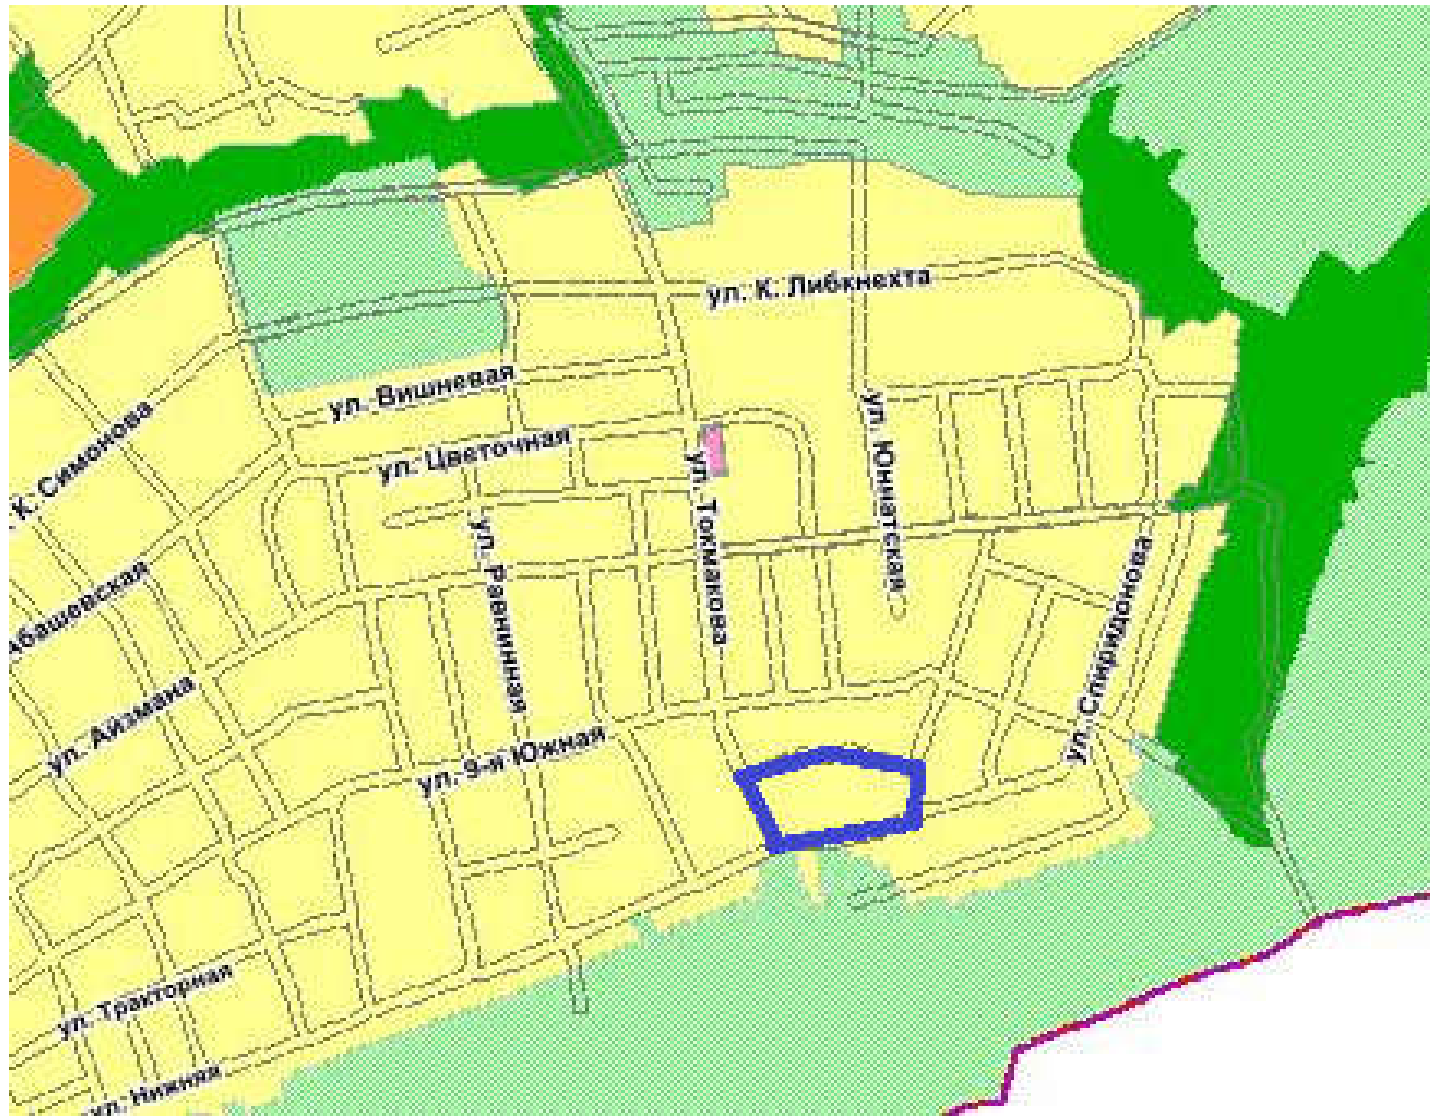 ул. К. Либкнехта
ул. Вишневая
ул. Цветочная
К. Симонова
ул. Юннатская
ул. Токмакова
ул. Равнинная
абашевская
ул. Спиридонова
ул. Айзмана
ул. 9-я Южная
ул. Тракторная
ул. Нижняя